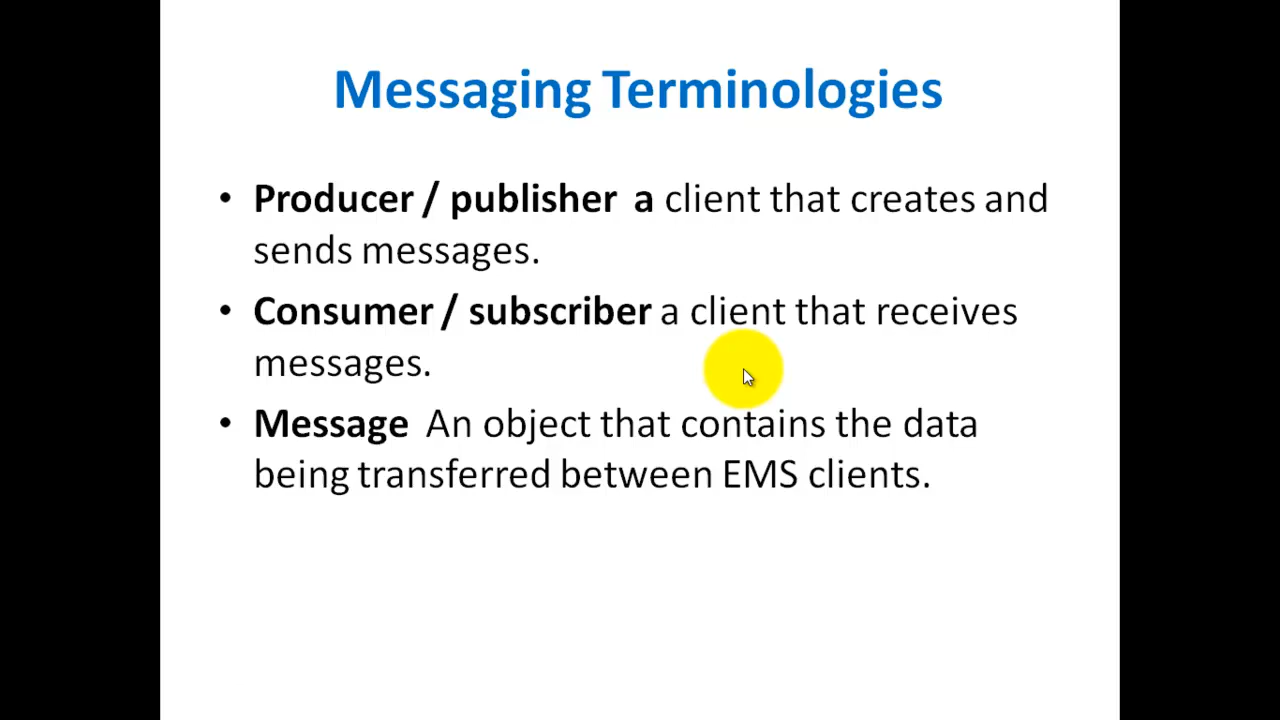 Messaging Terminologies
• Producer / publisher a client that creates and
sends messages.
• Consumer / subscriber a client that receives
messages.
• Message An object that contains the data
being transferred between EMS clients.